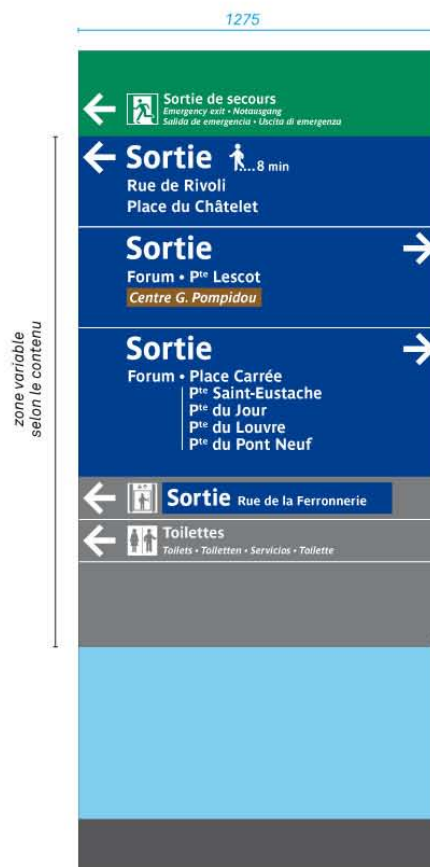 1275
Sortie de secours
Emergency exit • Notausgang
Salida de emergencia • Uscita di emergenza
Sortie ....8 min
Rue de Rivoli
Place du Châtelet
Sortie
Forum • Pte Lescot
Centre G. Pompidou
Sortie
Forum • Place Carrée
Pte Saint-Eustache
Pte du Jour
Pte du Louvre
Pte du Pont Neuf
Sortie Rue de la Ferronnerie
Toilettes
Toilets • Toiletten • Servicios • Toilette
zone variable
selon le contenu